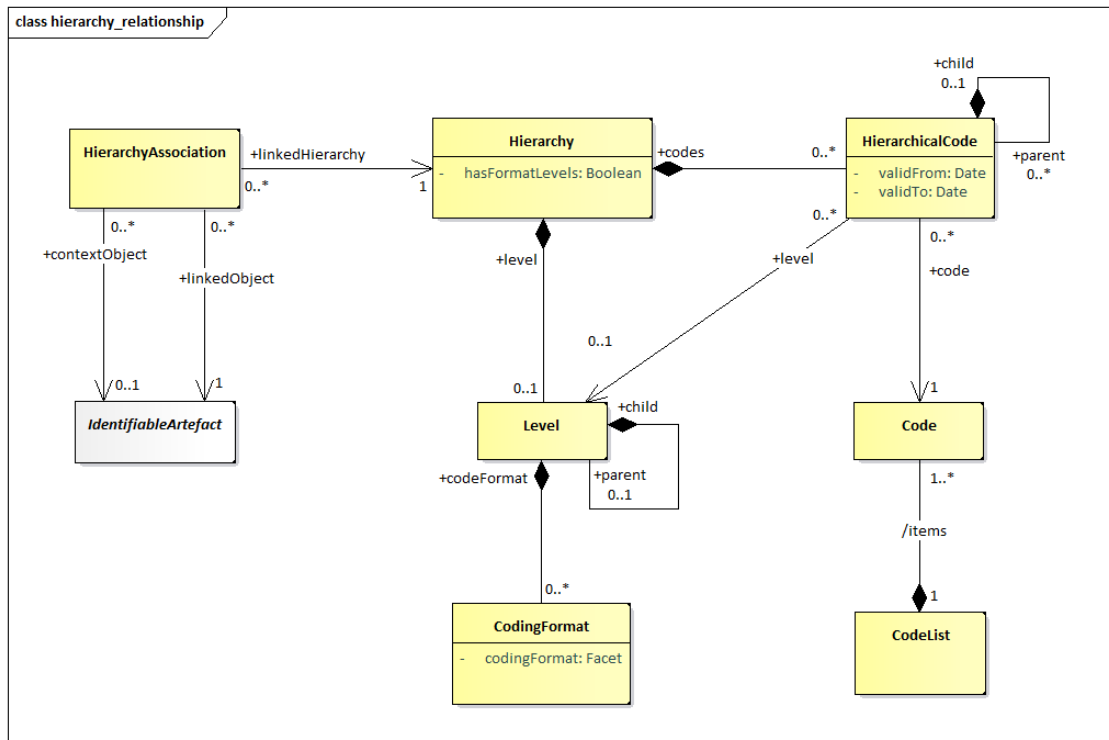 class hierarchy_relationship
+child
0..1
HierarchyAssociation
+linkedHierarchy
0..*
1
Hierarchy
- hasFormatLevels: Boolean
+codes
0..*
HierarchicalCode
- validFrom: Date
- validTo: Date
+parent
0..*
0..*
0..*
+contextObject
+linkedObject
+level
0..*
+level
0..*
+code
0..1
1
0..1
0..1
1
IdentifiableArtefact
Level
+child
+parent
0..1
Code
+codeFormat
1..*
/items
0..*
1
CodingFormat
- codingFormat: Facet
CodeList